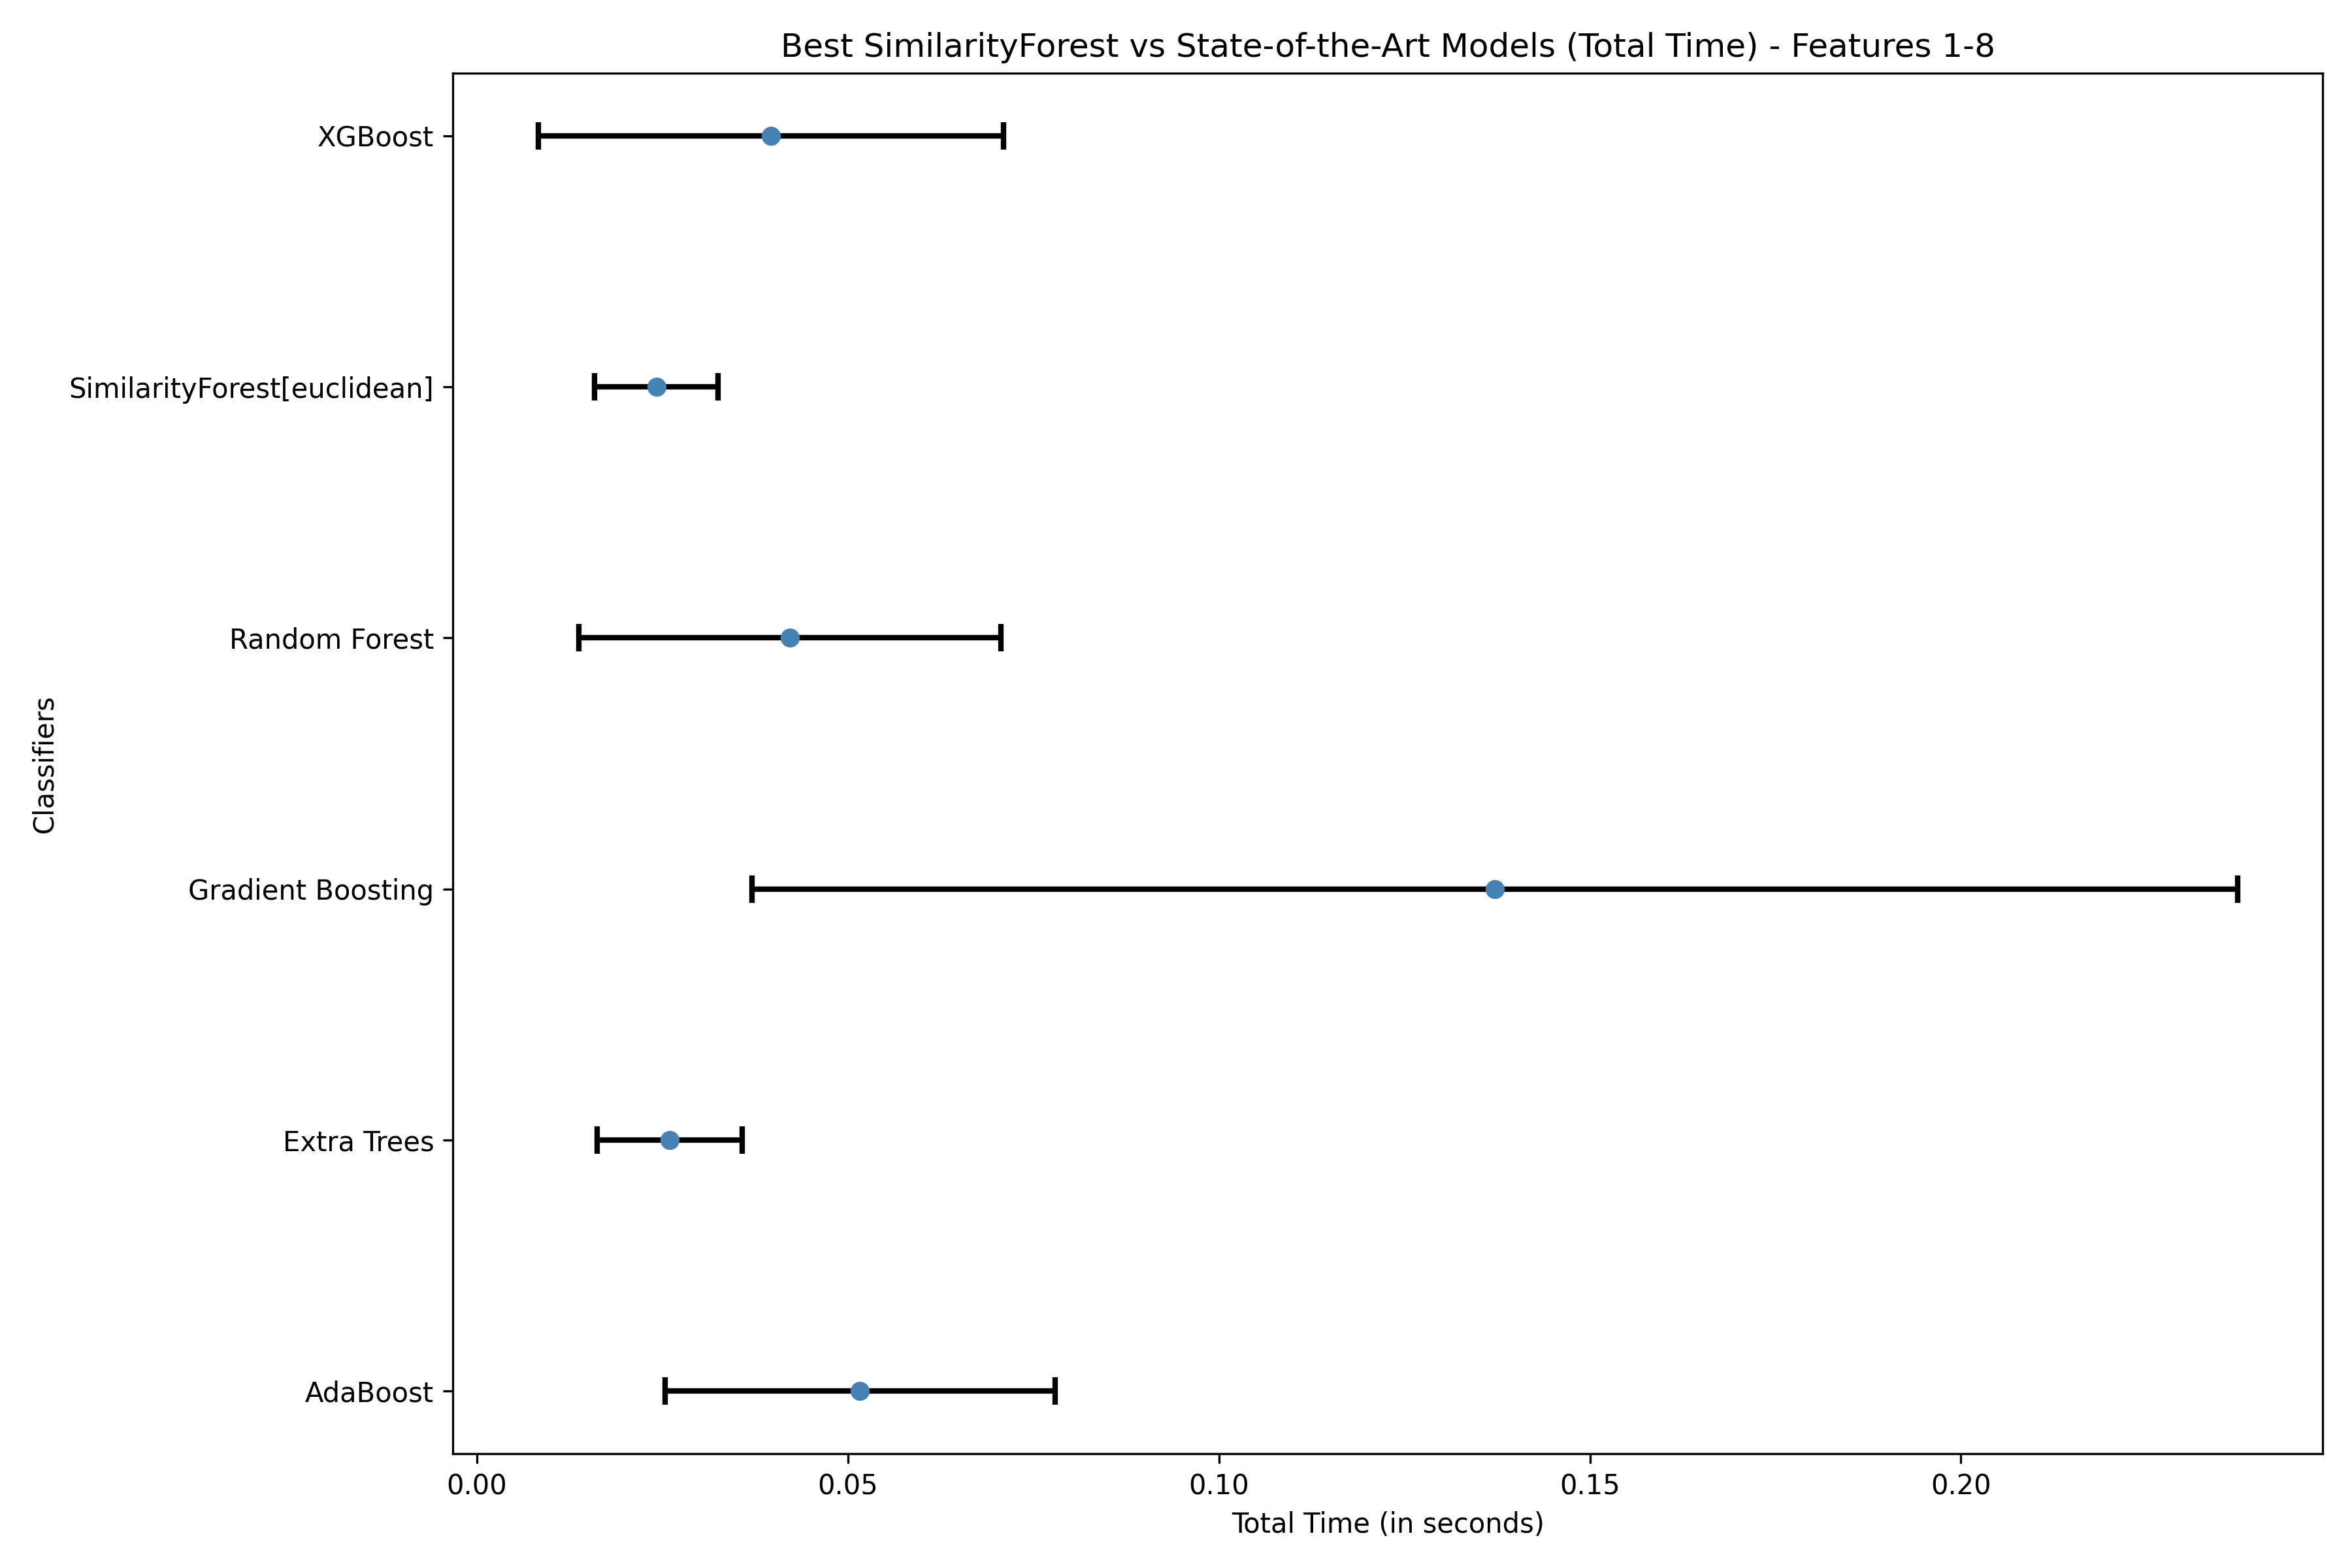 Best SimilarityForest vs State-of-the-Art Models (Total Time) - Features 1-8
XGBoost
SimilarityForest[euclidean]
Random Forest
Classifiers
Gradient Boosting
Extra Trees
AdaBoost
0.00 0.05 0.10 0.15 0.20
Total Time (in seconds)